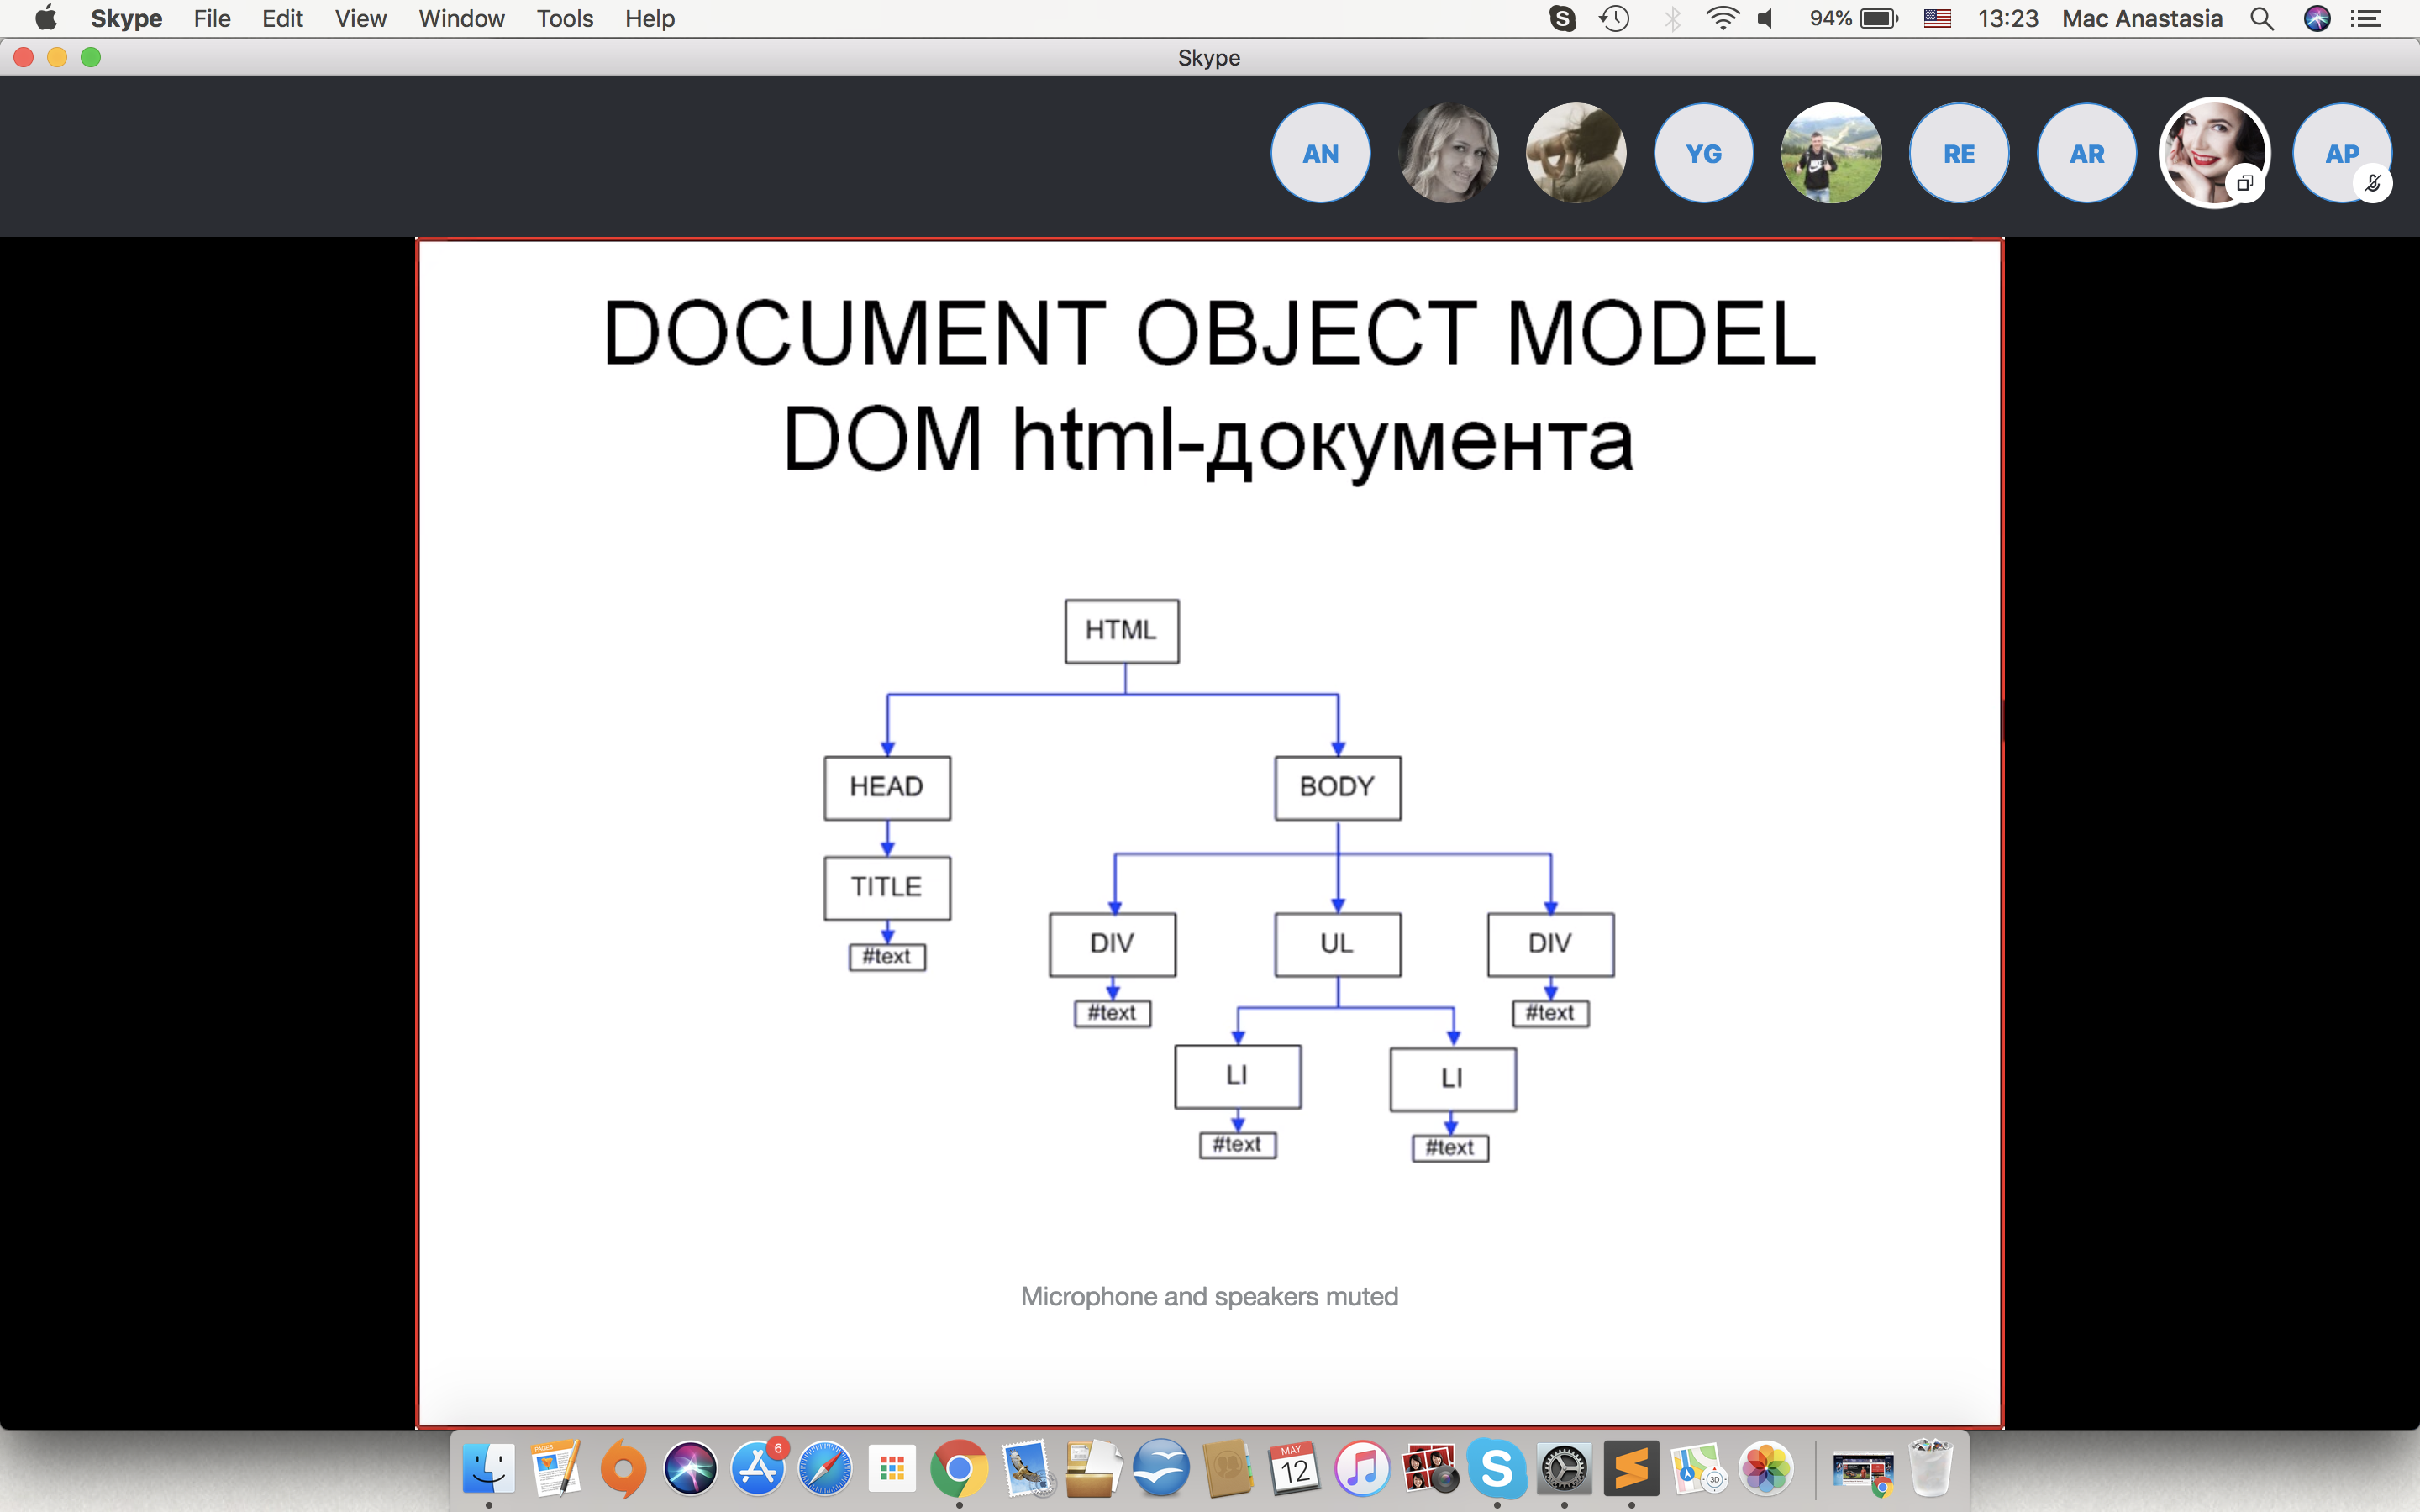 Skype File Edit View Window Tools Help 94% 13:23 Mac Anastasia
Skype
AN YG RE AR AP
DOCUMENT OBJECT MODEL
DOM html-документа
HTML
HEAD BODY
TITLE
DIV UL DIV
#text
#text #text
LI LI
#text #text
Microphone and speakers muted
PAGES 6 MAY 12 3D